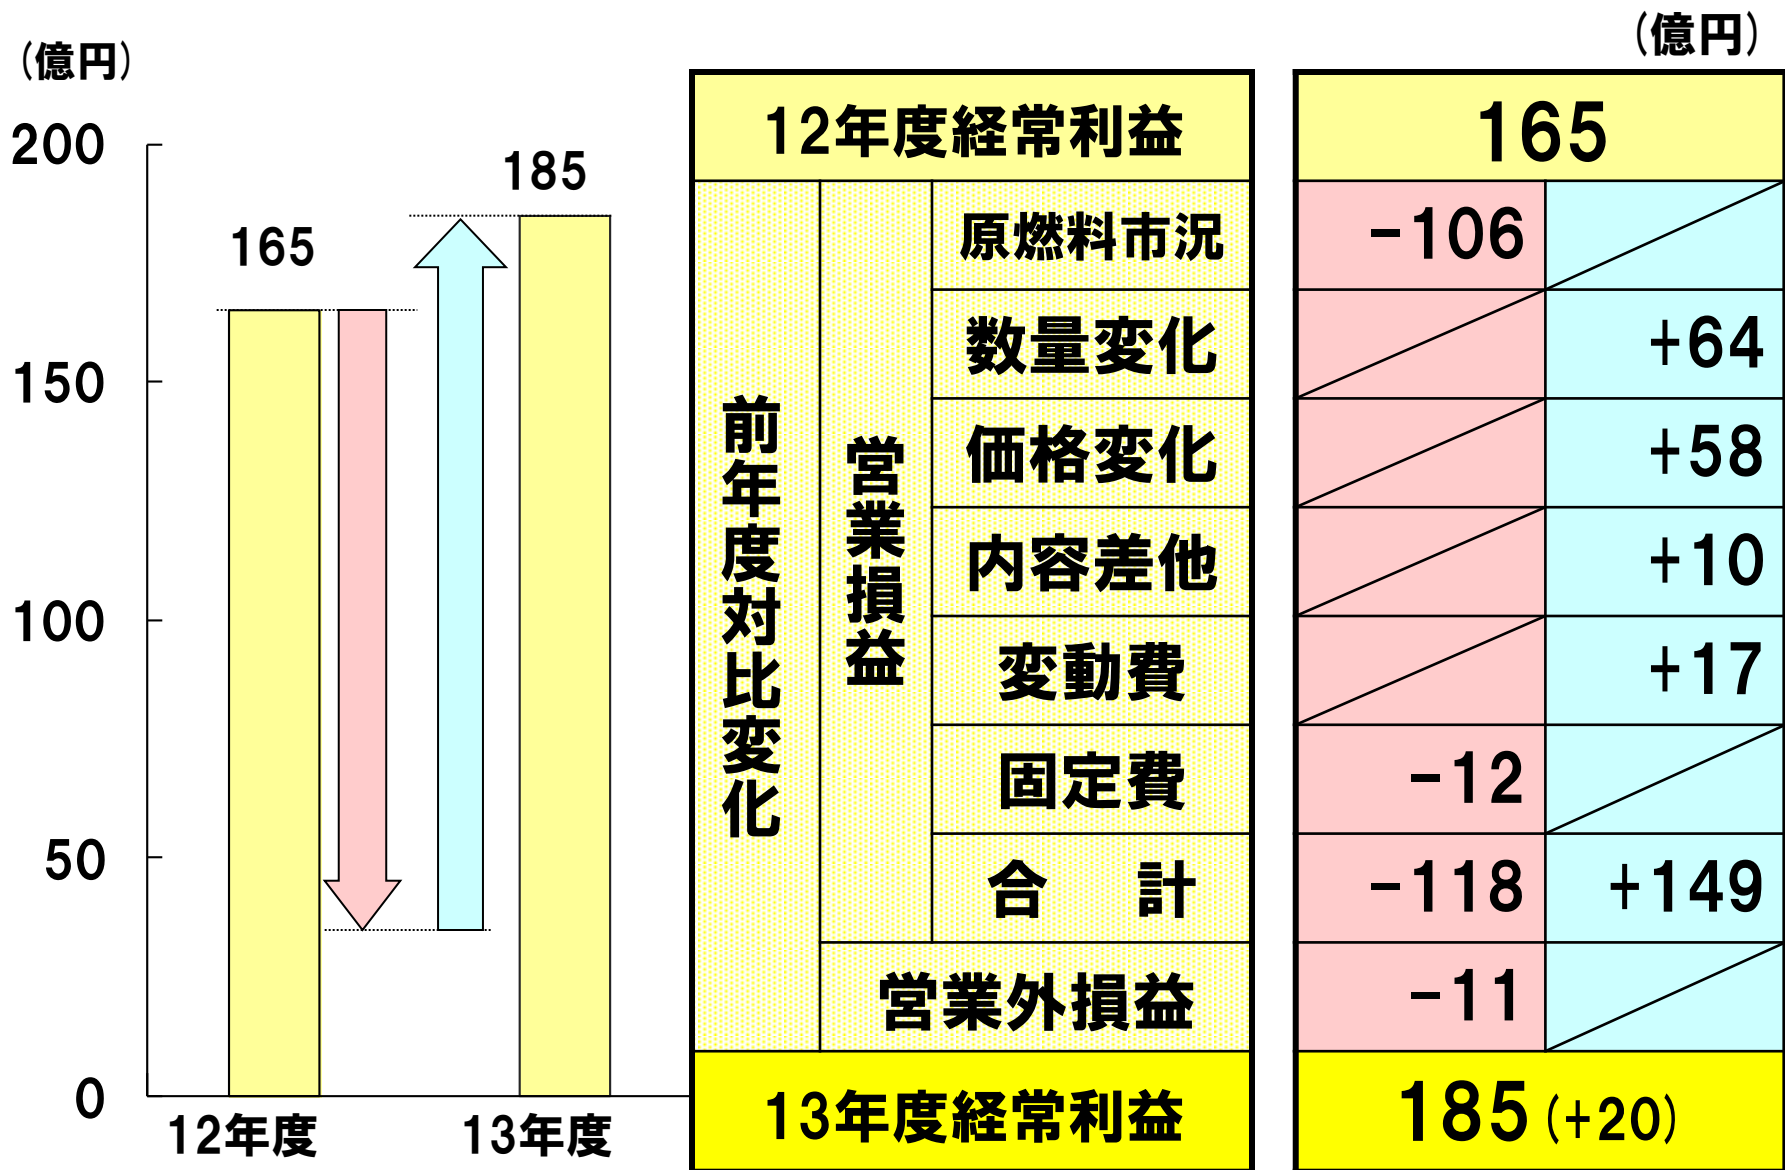 (億円)
200
150
100
50
0
165
185
12年度
13年度
(億円)
12年度経常利益
165
前年度対比変化
営業損益
原燃料市況
-106
数量変化
+64
価格変化
+58
内容差他
+10
変動費
+17
固定費
-12
合 計
-118 +149
営業外損益
-11
13年度経常利益
185 (+20)